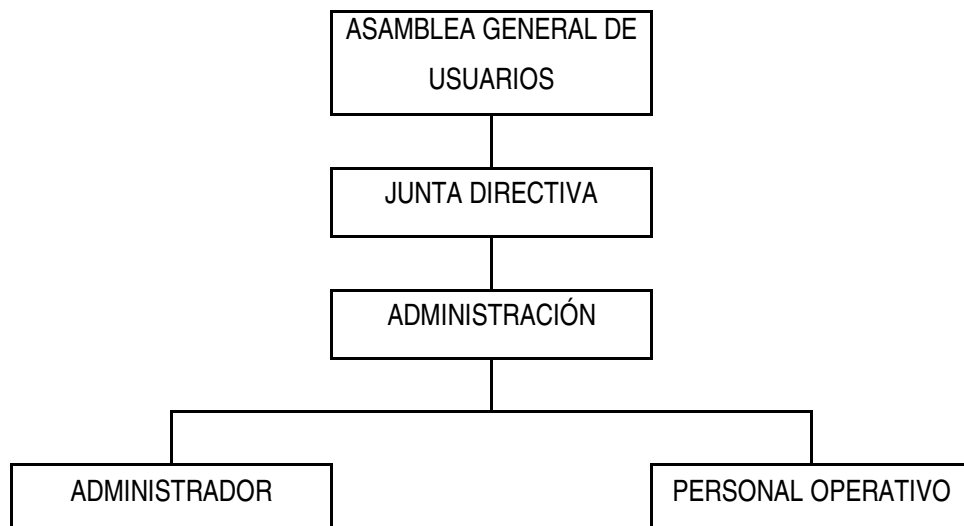 ASAMBLEA GENERAL DE
USUARIOS
JUNTA DIRECTIVA
ADMINISTRACIÓN
ADMINISTRADOR
PERSONAL OPERATIVO